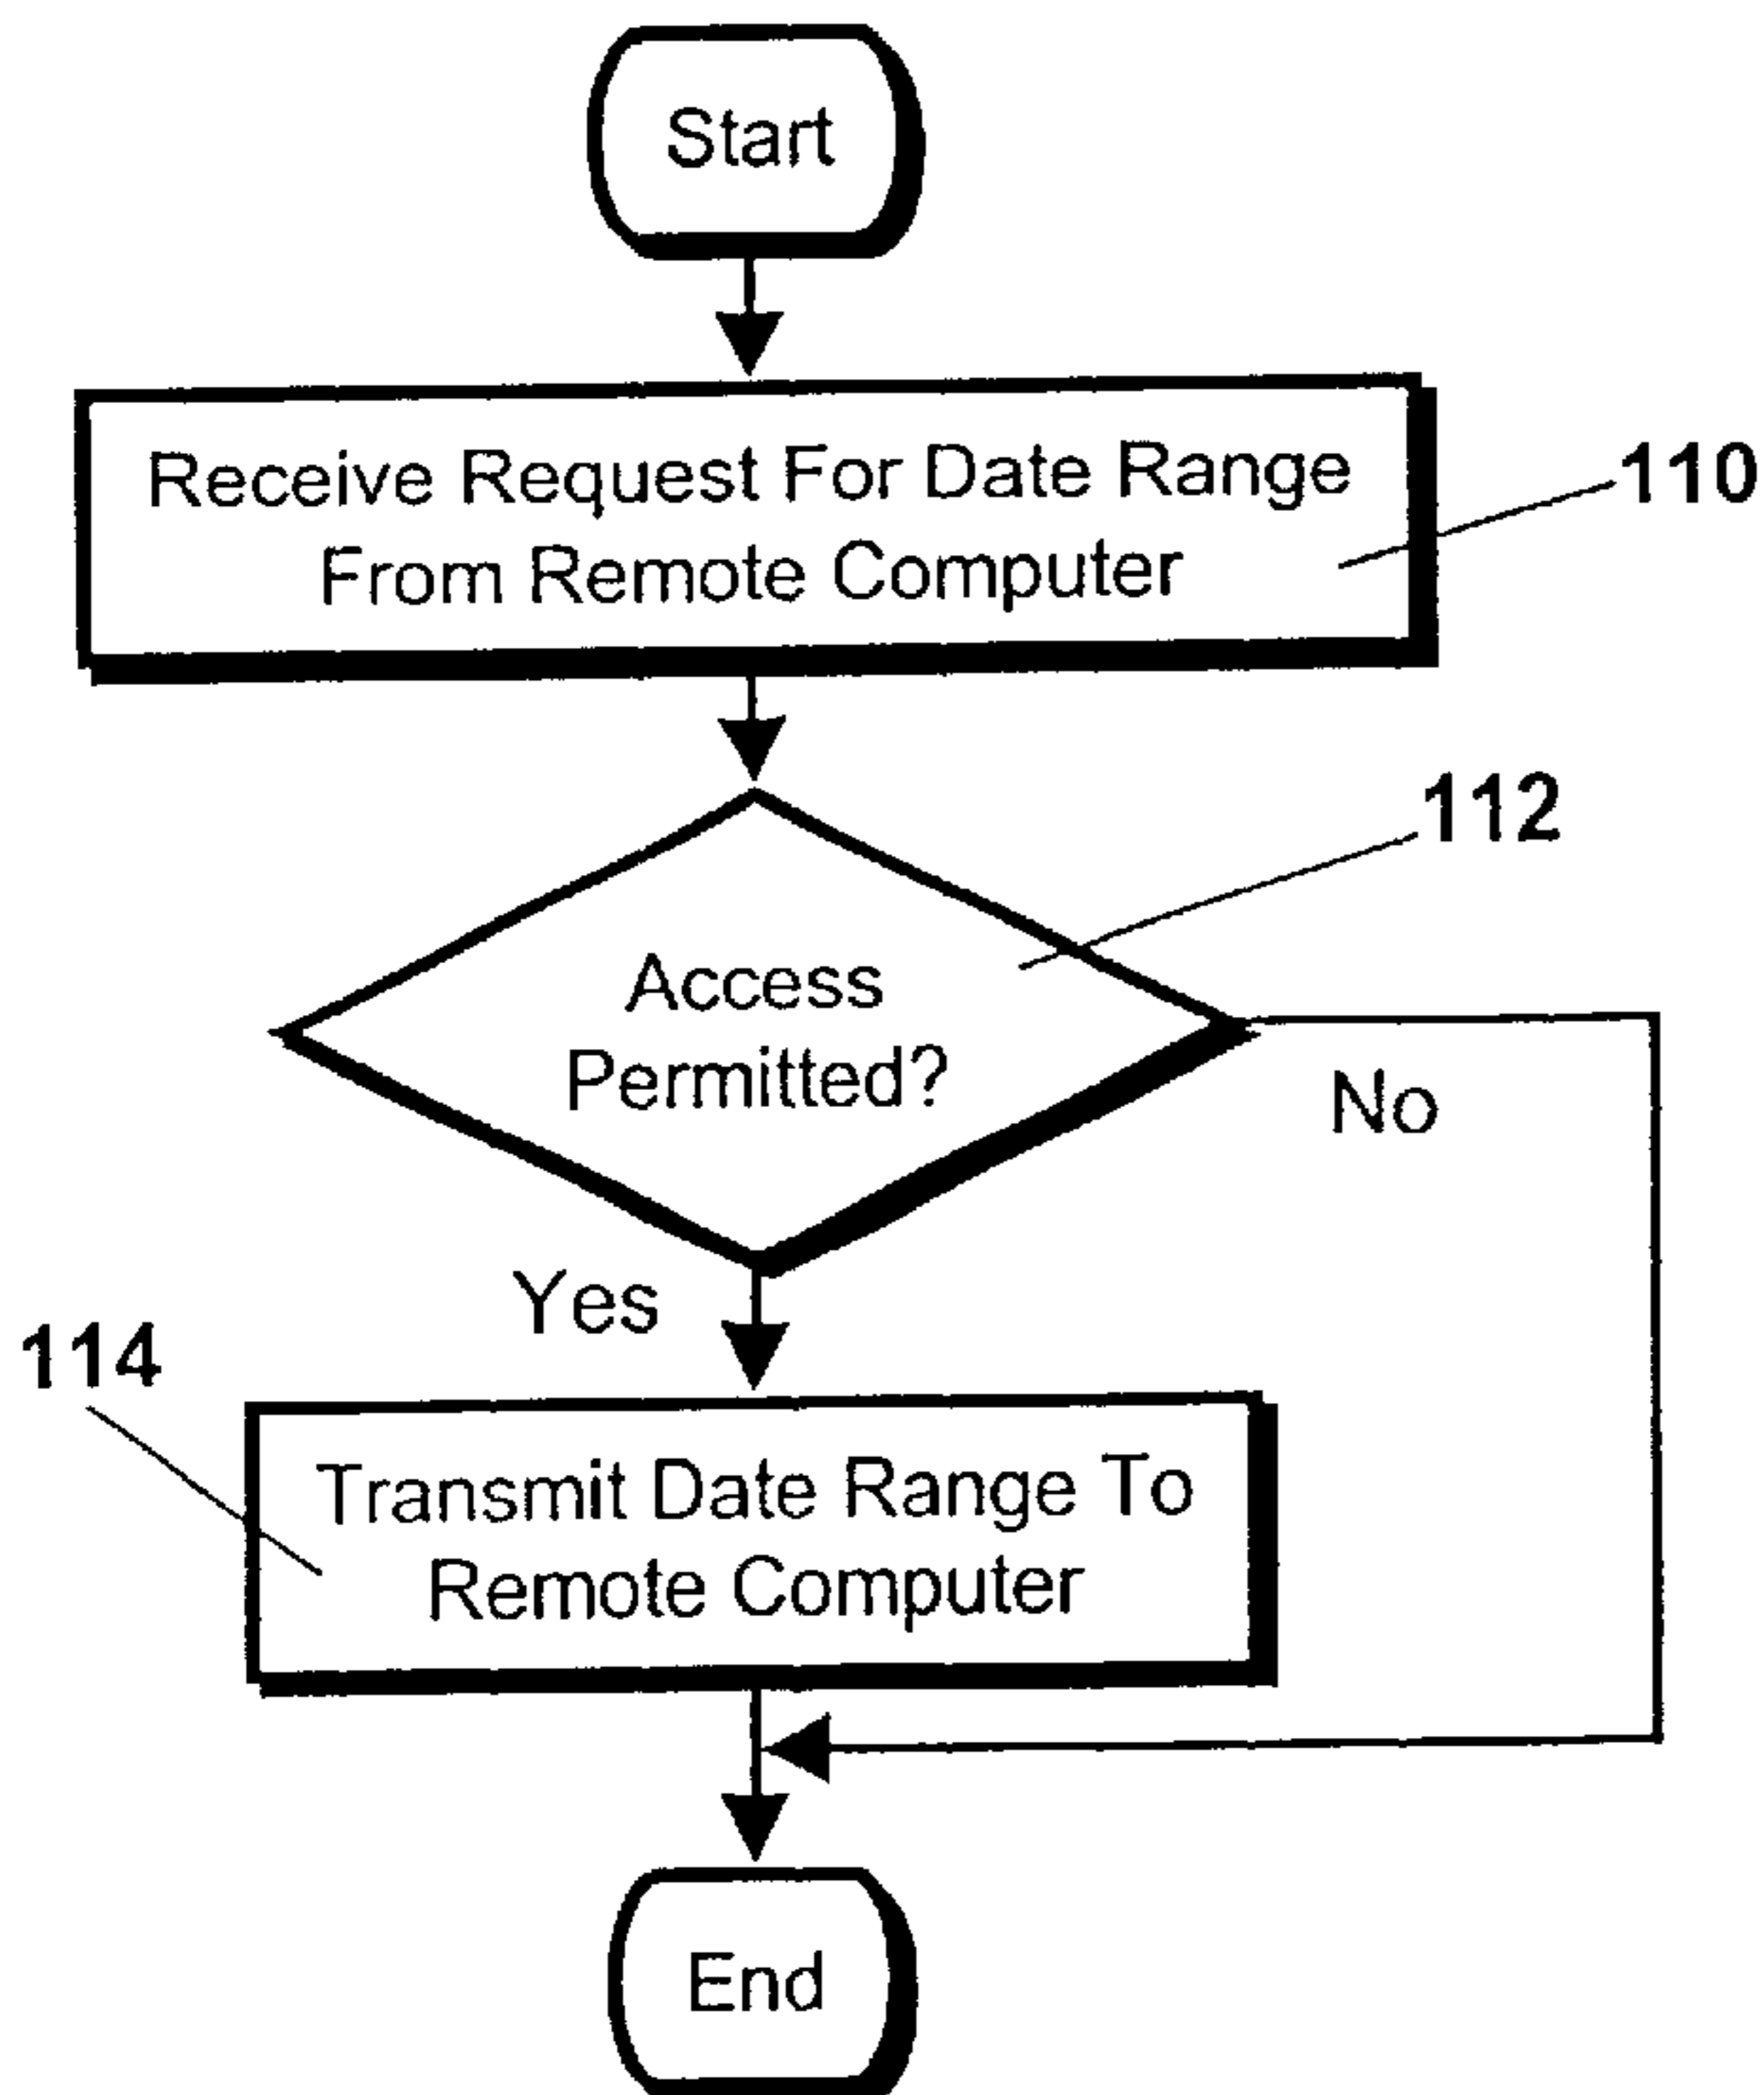 Start
Receive Request For Date Range
From Remote Computer
110
112
Access
Permitted?
No
Yes
114
Transmit Date Range To
Remote Computer
End